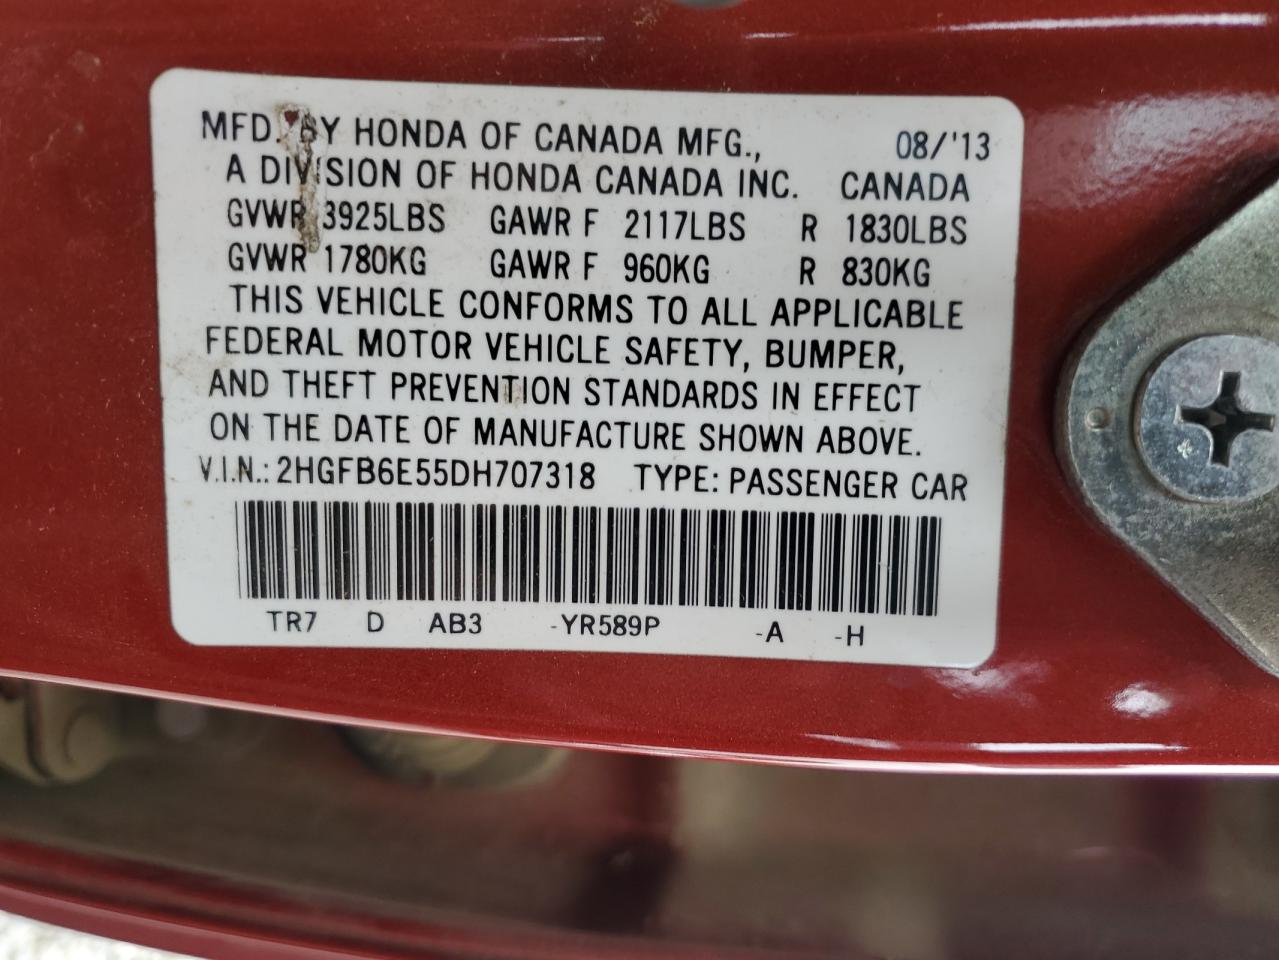 MFD. BY HONDA OF CANADA MFG., 08/'13
A DIVISION OF HONDA CANADA INC. CANADA
GVWR 3925LBS GAWR F 2117LBS R 1830LBS
GVWR 1780KG GAWR F 960KG R 830KG
THIS VEHICLE CONFORMS TO ALL APPLICABLE
FEDERAL MOTOR VEHICLE SAFETY, BUMPER,
AND THEFT PREVENTION STANDARDS IN EFFECT
ON THE DATE OF MANUFACTURE SHOWN ABOVE.
V.I.N.: 2HGFB6E55DH707318 TYPE: PASSENGER CAR
TR7 D AB3 -YR589P -A -H